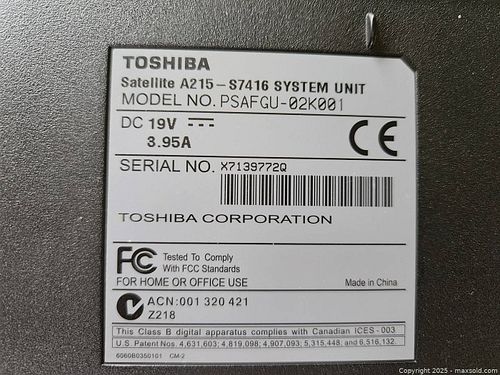 TOSHIBA
Satellite A215-S7416 SYSTEM UNIT
MODEL NO. PSAFGU-02K001
DC 19V
3.95A
CE
SERIAL NO. X7139772Q
TOSHIBA CORPORATION
FC Tested To Comply
With FCC Standards
FOR HOME OR OFFICE USE Made in China
ACN:001 320 421
Z218
This Class B digital apparatus complies with Canadian ICES-003.
U.S. Patent Nos. 4,631,603; 4,819,098; 4,907,093; 5,315,448; and 6,516,132.
6060B0350101 CM-2
Copyright 2025 - maxsold.com